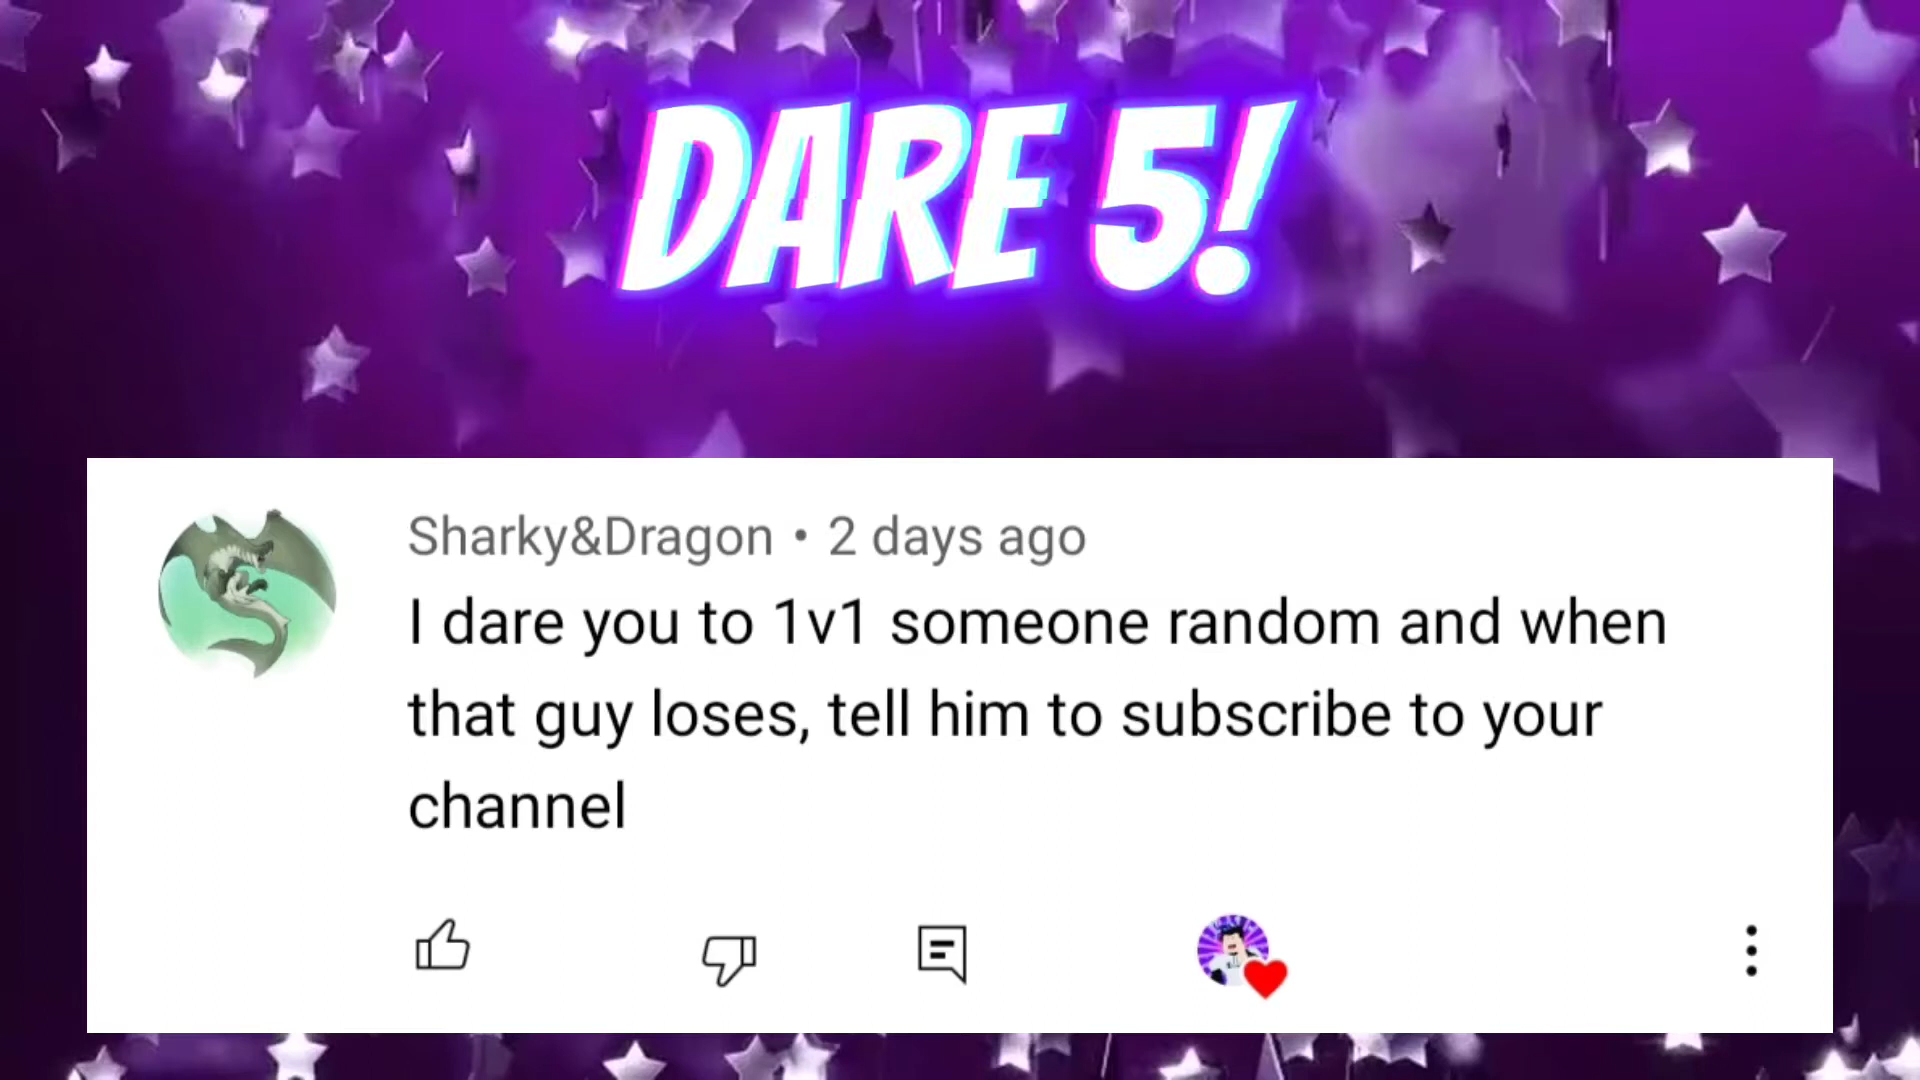 DARE 5!
Sharky&Dragon • 2 days ago
I dare you to 1v1 someone random and when
that guy loses, tell him to subscribe to your
channel